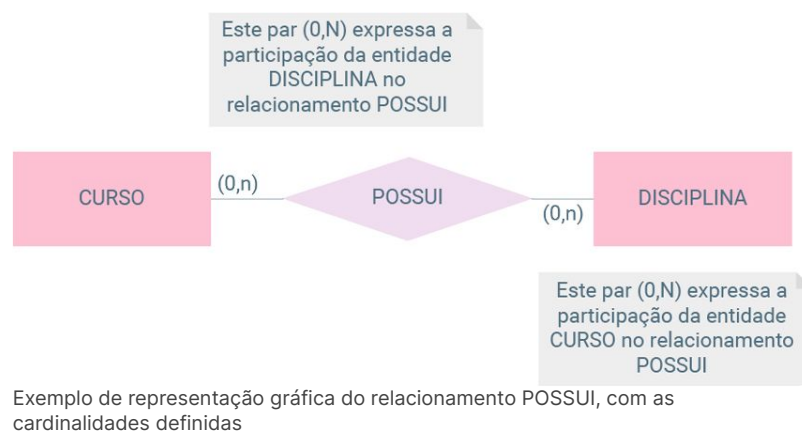 Este par (0,N) expressa a
participação da entidade
DISCIPLINA no
relacionamento POSSUI
CURSO
(0,n)
POSSUI
(0,n)
DISCIPLINA
Este par (0,N) expressa a
participação da entidade
CURSO no relacionamento
POSSUI
Exemplo de representação gráfica do relacionamento POSSUI, com as
cardinalidades definidas